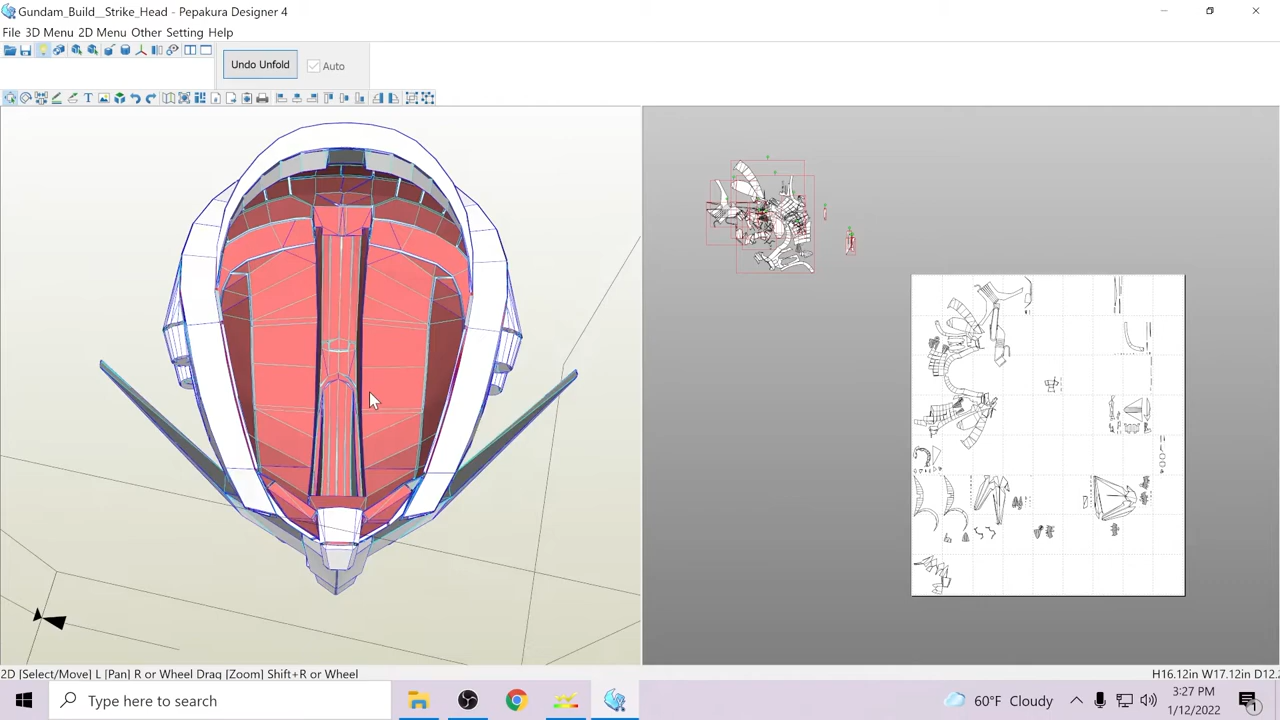 Gundam_Build__Strike_Head - Pepakura Designer 4
File 3D Menu 2D Menu Other Setting Help
Undo Unfold
Auto
2D [Select/Move] L [Pan] R or Wheel Drag [Zoom] Shift+R or Wheel
H16.12in W17.12in D12.
Type here to search
60°F Cloudy
3:27 PM
1/12/2022
1